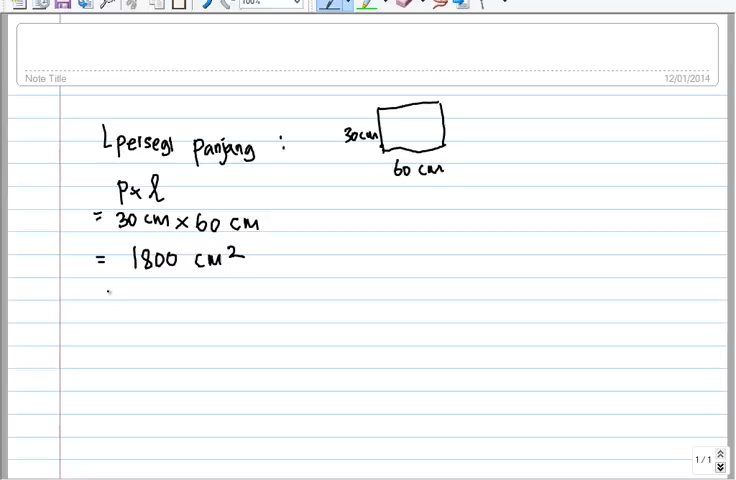 100%
Note Title
12/01/2014
L persegi panjang :
30 cm
60 cm
p x l
= 30 cm x 60 cm
= 1800 cm²
1 / 1